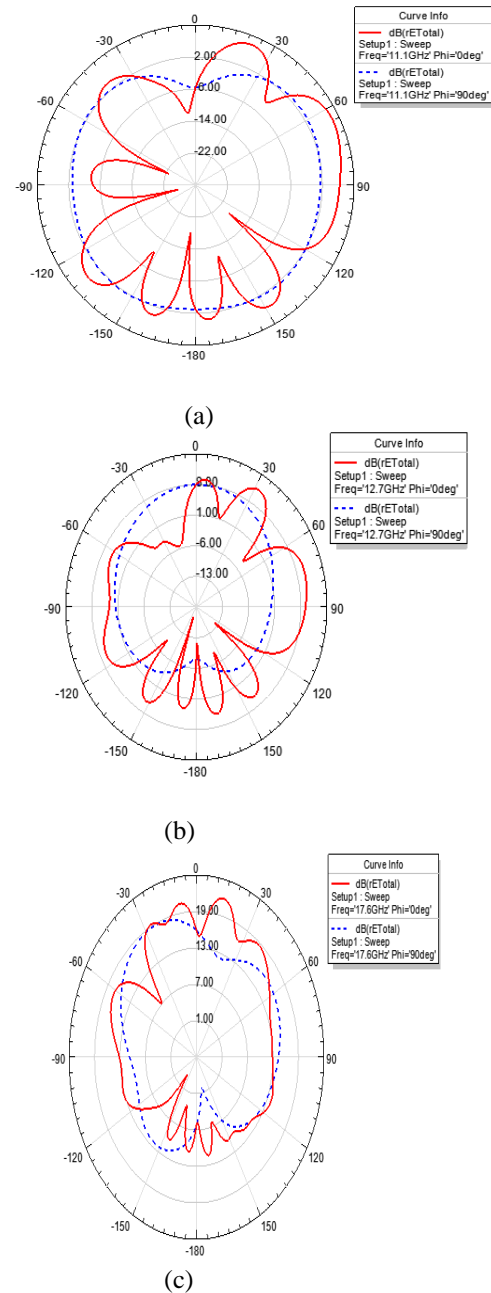 0
-30
30
-60
60
-90
90
-120
120
-150
150
-180
2.00
-6.00
-14.00
-22.00
Curve Info
dB(rETotal)
Setup1 : Sweep
Freq='11.1GHz' Phi='0deg'
dB(rETotal)
Setup1 : Sweep
Freq='11.1GHz' Phi='90deg'
(a)
0
-30
30
-60
60
-90
90
-120
120
-150
150
-180
8.00
1.00
-6.00
-13.00
Curve Info
dB(rETotal)
Setup1 : Sweep
Freq='12.7GHz' Phi='0deg'
dB(rETotal)
Setup1 : Sweep
Freq='12.7GHz' Phi='90deg'
(b)
0
-30
30
-60
60
-90
90
-120
120
-150
150
-180
19.00
13.00
7.00
1.00
Curve Info
dB(rETotal)
Setup1 : Sweep
Freq='17.6GHz' Phi='0deg'
dB(rETotal)
Setup1 : Sweep
Freq='17.6GHz' Phi='90deg'
(c)